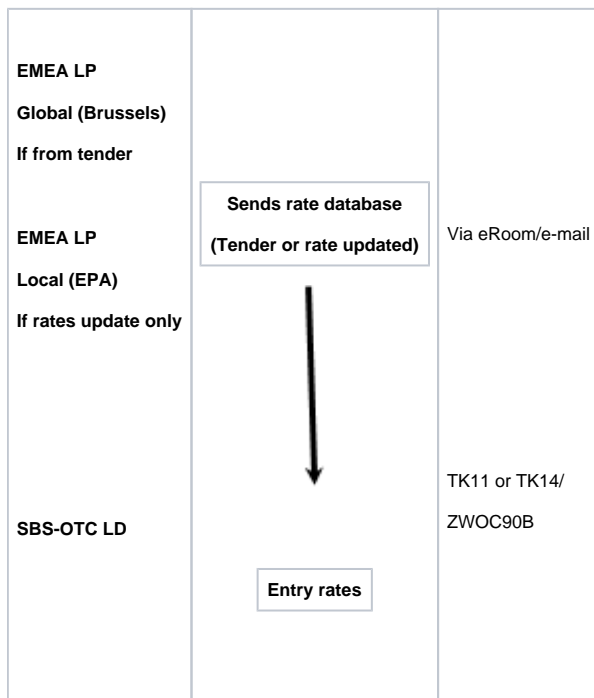 EMEA LP
Global (Brussels)
If from tender
EMEA LP
Local (EPA)
If rates update only
Sends rate database
(Tender or rate updated)
Via eRoom/e-mail
SBS-OTC LD
Entry rates
TK11 or TK14/
ZWOC90B